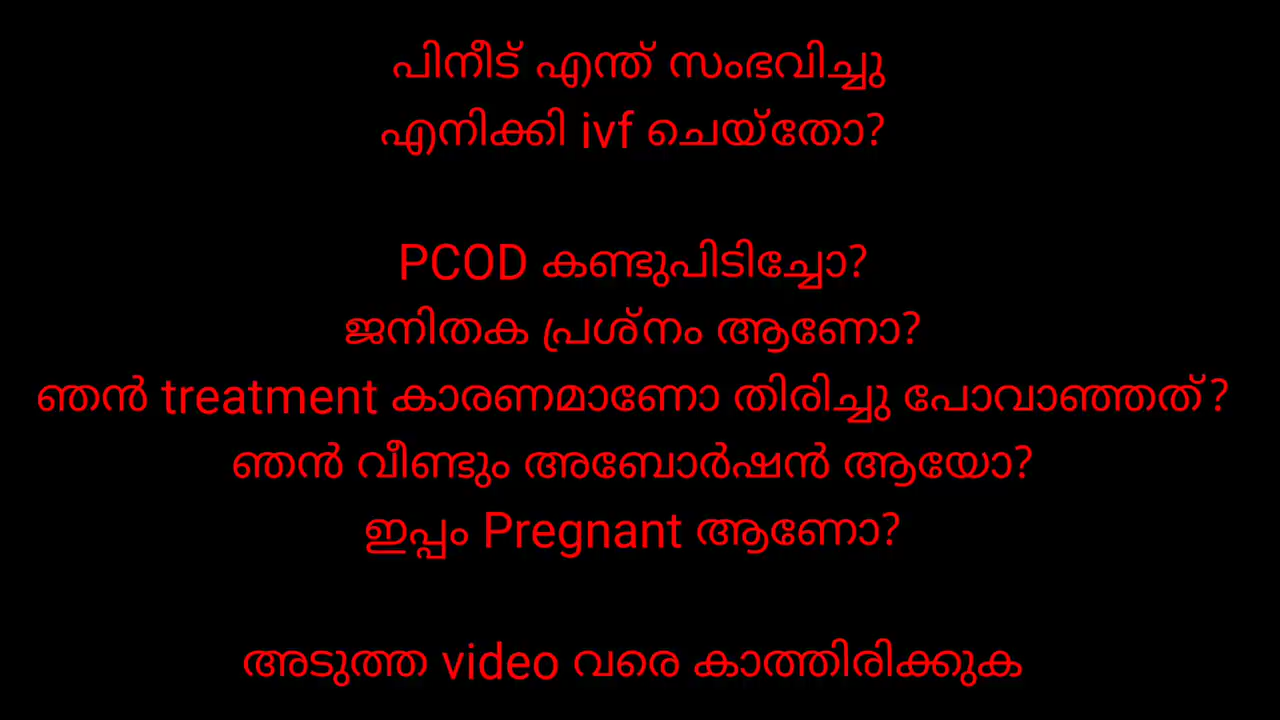 പിനീട് എന്ത് സംഭവിച്ചു
എനിക്കി ivf ചെയ്തോ?
PCOD കണ്ടുപിടിച്ചോ?
ജനിതക പ്രശ്നം ആണോ?
ഞൻ treatment കാരണമാണോ തിരിച്ചു പോവാഞ്ഞത്?
ഞൻ വീണ്ടും അബോർഷൻ ആയോ?
ഇപ്പം Pregnant ആണോ?
അടുത്ത video വരെ കാത്തിരിക്കുക